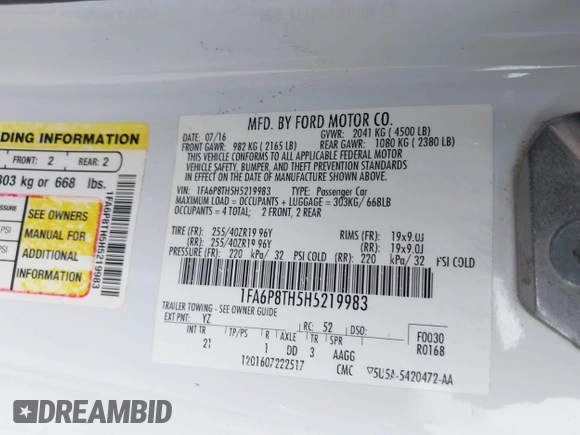 DING INFORMATION
FRONT: 2 REAR: 2
303 kg or 668 lbs.
PSI
PSI
SEE OWNERS
MANUAL FOR
ADDITIONAL
INFORMATION
1FA6P8TH5H5219983
MFD. BY FORD MOTOR CO.
DATE: 07/16 GVWR: 2041 KG ( 4500 LB)
FRONT GAWR: 982 KG ( 2165 LB) REAR GAWR: 1080 KG ( 2380 LB)
THIS VEHICLE CONFORMS TO ALL APPLICABLE FEDERAL MOTOR
VEHICLE SAFETY, BUMPER, AND THEFT PREVENTION STANDARDS
IN EFFECT ON THE DATE OF MANUFACTURE SHOWN ABOVE.
VIN: 1FA6P8TH5H5219983 TYPE: Passenger Car
MAXIMUM LOAD = OCCUPANTS + LUGGAGE = 303KG/ 668LB
OCCUPANTS = 4 TOTAL; 2 FRONT, 2 REAR
TIRE (FR): 255/40ZR19 96Y RIMS (FR): 19x9.0J
(RR): 255/40ZR19 96Y (RR): 19x9.0J
PRESSURE (FR): 220 kPa/ 32 PSI COLD (RR): 220 kPa/ 32 PSI COLD
1FA6P8TH5H5219983
TRAILER TOWING - SEE OWNER GUIDE
EXT PNT: YZ RC: 52 DSO: F0030
INT TR TP/PS R AXLE TR SPR R0168
21 1 DD 3 AAGG
1201607222517 CMC ▽5U5A-5420472-AA
DREAMBID